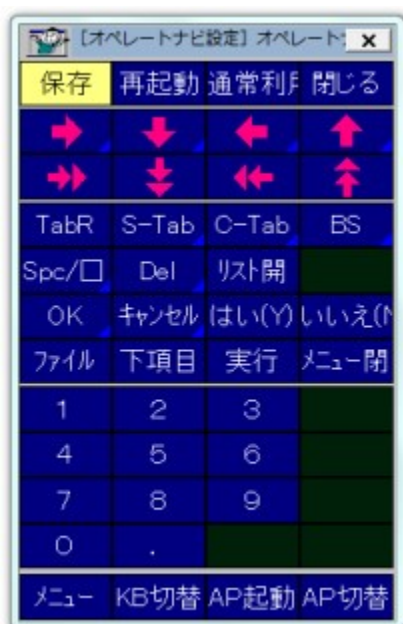 [オペレートナビ設定] オペレート x
保存 再起動 通常利用 閉じる
TabR S-Tab C-Tab BS
Spc/□ Del リスト開
OK キャンセル はい(Y) いいえ(N
ファイル 下項目 実行 メニュー閉
1 2 3
4 5 6
7 8 9
0 .
メニュー KB切替 AP起動 AP切替